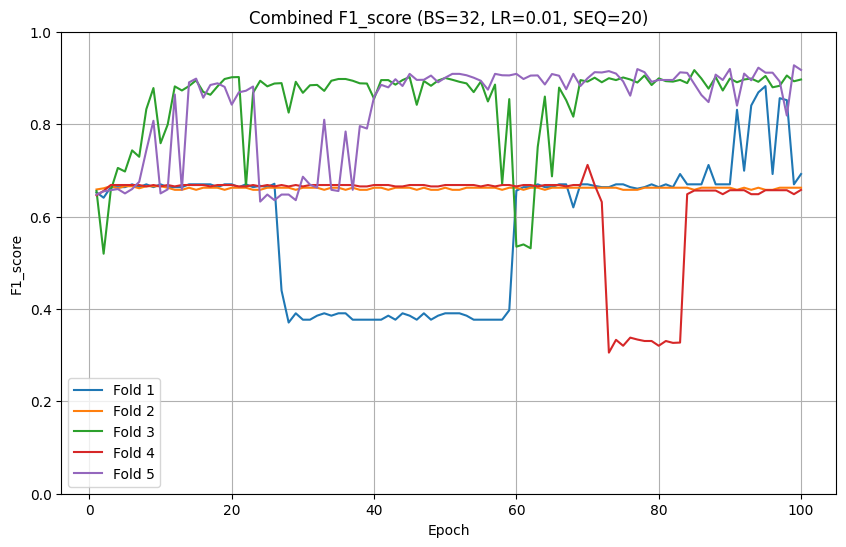 Combined F1_score (BS=32, LR=0.01, SEQ=20)
F1_score
1.0
0.8
0.6
0.4
0.2
0.0
Fold 1
Fold 2
Fold 3
Fold 4
Fold 5
0 20 40 60 80 100
Epoch